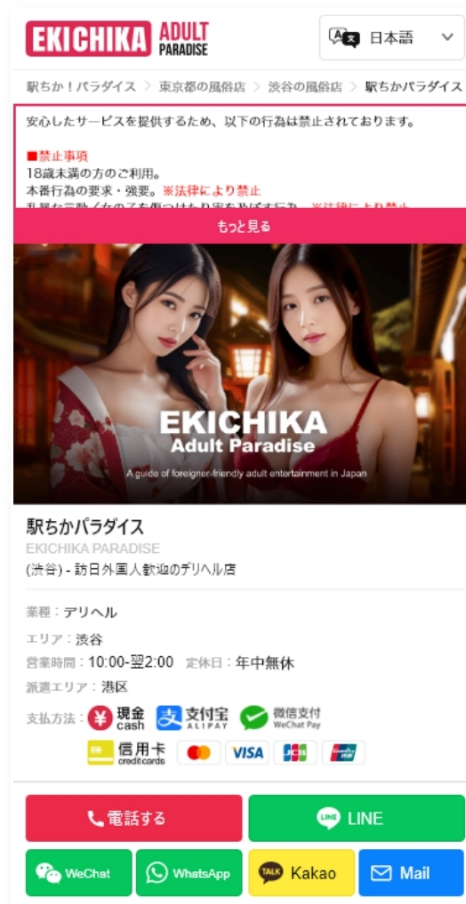 EKICHIKA ADULT PARADISE
日本語
駅ちか！パラダイス > 東京都の風俗店 > 渋谷の風俗店 > 駅ちかパラダイス
安心したサービスを提供するため、以下の行為は禁止されております。
■禁止事項
18歳未満の方のご利用。
本番行為の要求・強要。※法律により禁止
もっと見る
EKICHIKA
Adult Paradise
A guide of foreigner-friendly adult entertainment in Japan
駅ちかパラダイス
EKICHIKA PARADISE
(渋谷) - 訪日外国人歓迎のデリヘル店
業種：デリヘル
エリア：渋谷
営業時間：10:00-翌2:00 定休日：年中無休
派遣エリア：港区
支払方法： 現金 cash 支 支付宝 ALIPAY 微信支付 WeChat Pay
信用卡 creditcards VISA JCB UnionPay
電話する LINE LINE
WeChat WhatsApp TALK Kakao Mail